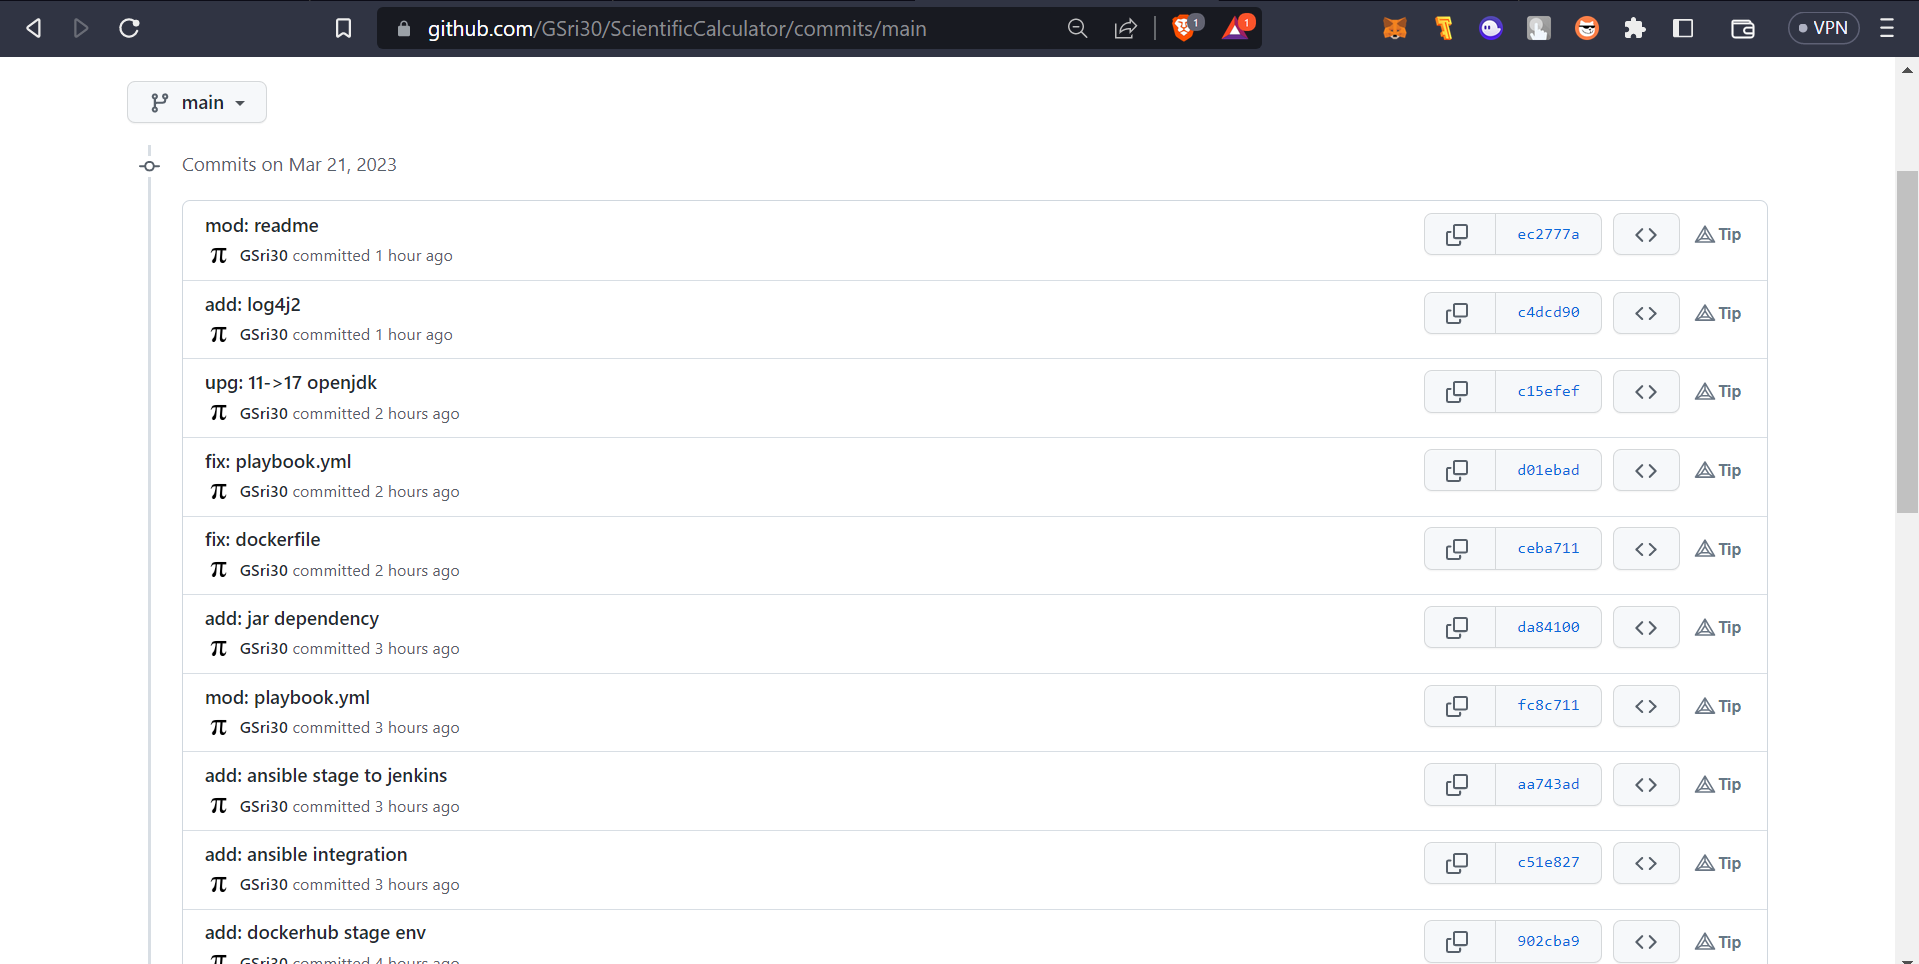 github.com/GSri30/ScientificCalculator/commits/main
1
1
VPN
main
Commits on Mar 21, 2023
mod: readme
GSri30 committed 1 hour ago
ec2777a
Tip
add: log4j2
GSri30 committed 1 hour ago
c4dcd90
Tip
upg: 11->17 openjdk
GSri30 committed 2 hours ago
c15efef
Tip
fix: playbook.yml
GSri30 committed 2 hours ago
d01ebad
Tip
fix: dockerfile
GSri30 committed 2 hours ago
ceba711
Tip
add: jar dependency
GSri30 committed 3 hours ago
da84100
Tip
mod: playbook.yml
GSri30 committed 3 hours ago
fc8c711
Tip
add: ansible stage to jenkins
GSri30 committed 3 hours ago
aa743ad
Tip
add: ansible integration
GSri30 committed 3 hours ago
c51e827
Tip
add: dockerhub stage env
GSri30 committed 4 hours ago
902cba9
Tip